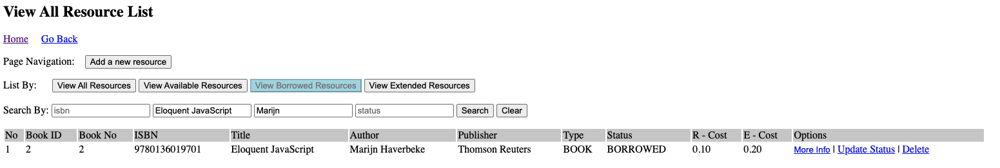 View All Resource List
Home Go Back
Page Navigation: Add a new resource
List By: View All Resources View Available Resources View Borrowed Resources View Extended Resources
Search By: isbn Eloquent JavaScript Marijn status Search Clear
No Book ID Book No ISBN Title Author Publisher Type Status R - Cost E - Cost Options
1 2 2 9780136019701 Eloquent JavaScript Marijn Haverbeke Thomson Reuters BOOK BORROWED 0.10 0.20 More Info | Update Status | Delete